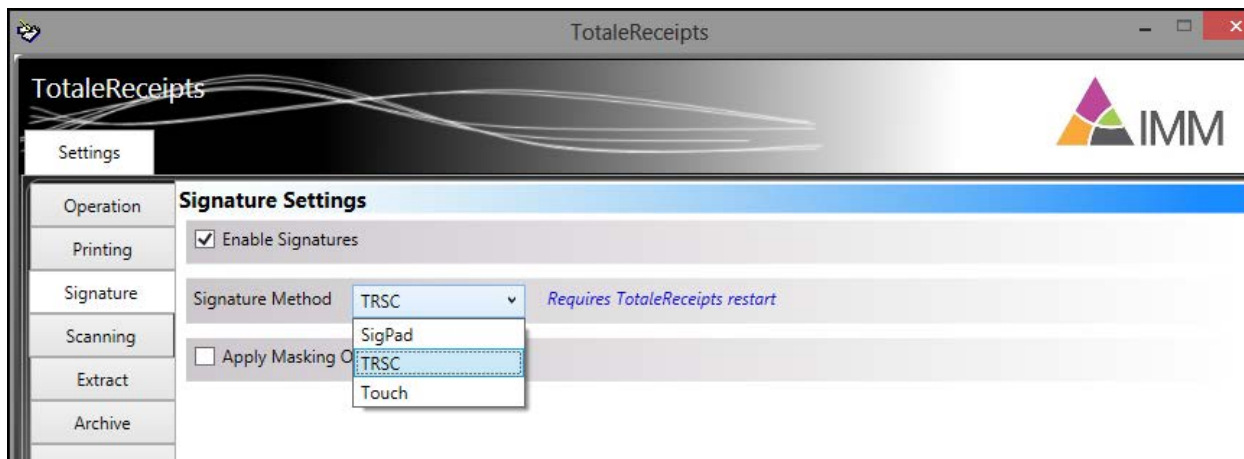 TotaleReceipts
TotaleReceipts
IMM
Settings
Operation
Printing
Signature
Scanning
Extract
Archive
Signature Settings
Enable Signatures
Signature Method TRSC Requires TotaleReceipts restart
SigPad
Apply Masking O
TRSC
Touch